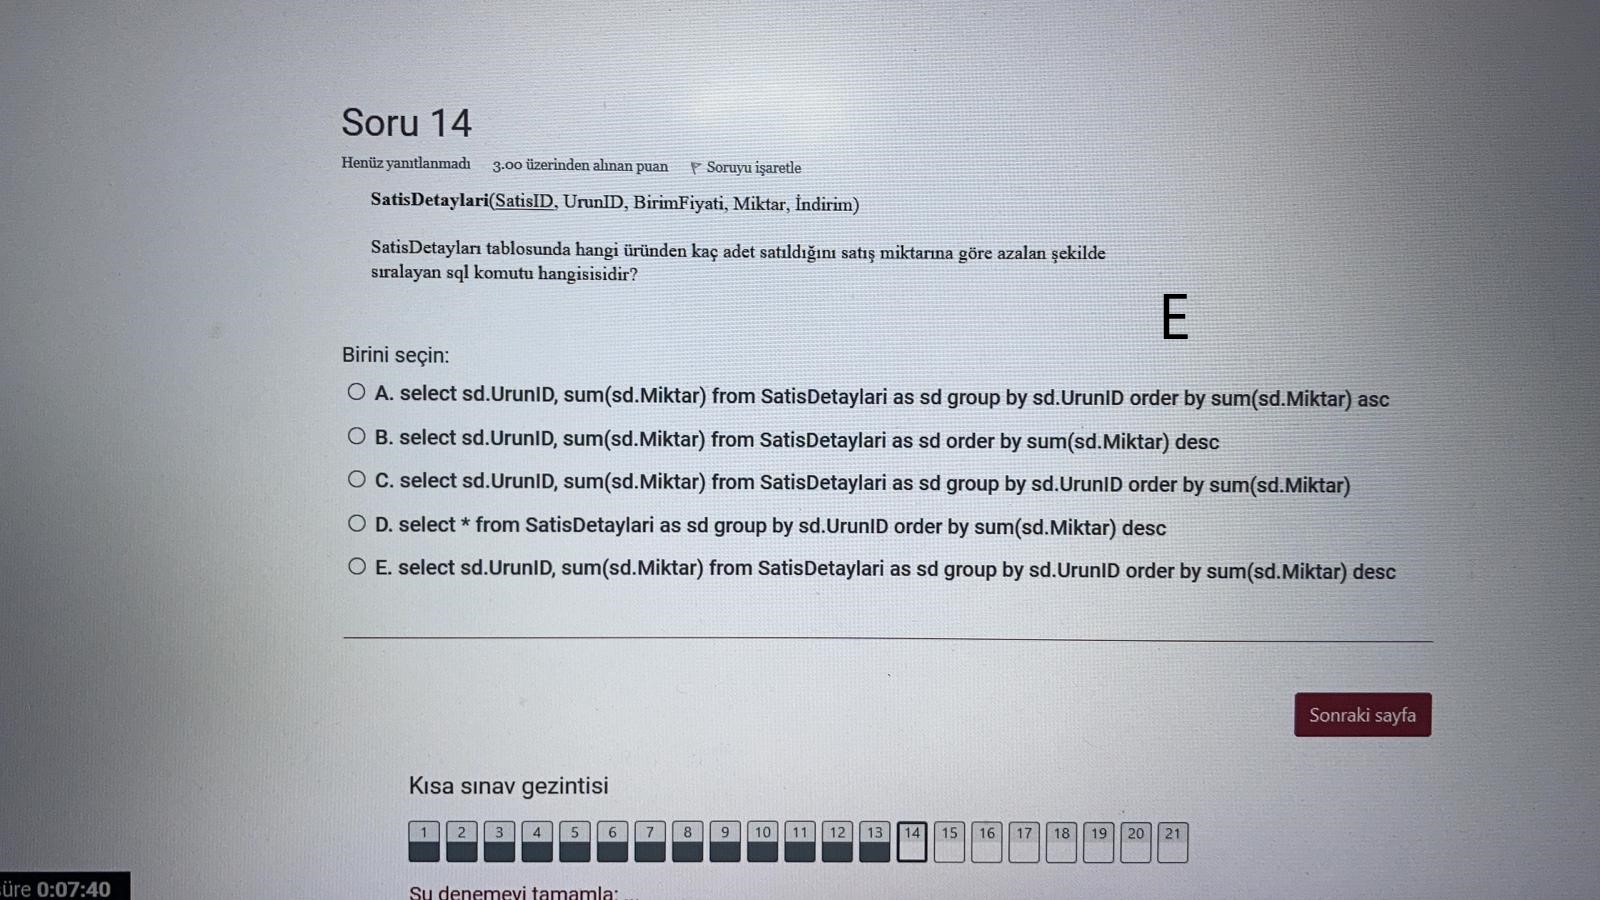 Soru 14
Henüz yanıtlanmadı 3.00 üzerinden alınan puan Soruyu işaretle
SatisDetaylari(SatisID, UrunID, BirimFiyati, Miktar, İndirim)
SatisDetayları tablosunda hangi üründen kaç adet satıldığını satış miktarına göre azalan şekilde
sıralayan sql komutu hangisisidir?
E
Birini seçin:
A. select sd.UrunID, sum(sd.Miktar) from SatisDetaylari as sd group by sd.UrunID order by sum(sd.Miktar) asc
B. select sd.UrunID, sum(sd.Miktar) from SatisDetaylari as sd order by sum(sd.Miktar) desc
C. select sd.UrunID, sum(sd.Miktar) from SatisDetaylari as sd group by sd.UrunID order by sum(sd.Miktar)
D. select * from SatisDetaylari as sd group by sd.UrunID order by sum(sd.Miktar) desc
E. select sd.UrunID, sum(sd.Miktar) from SatisDetaylari as sd group by sd.UrunID order by sum(sd.Miktar) desc
Sonraki sayfa
Kısa sınav gezintisi
1 2 3 4 5 6 7 8 9 10 11 12 13 14 15 16 17 18 19 20 21
üre 0:07:40
Şu denemeyi tamamla: